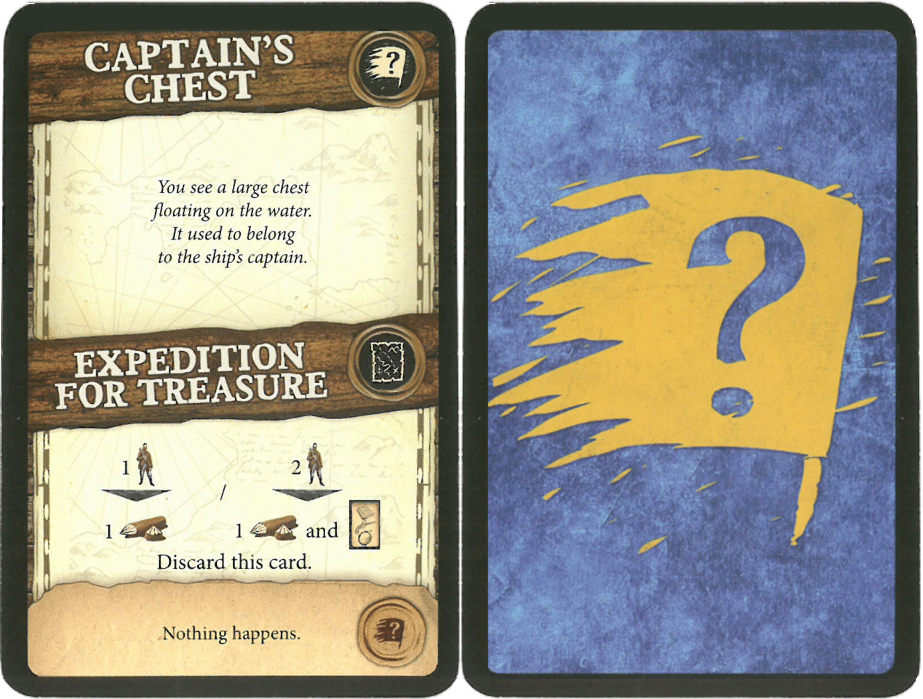 CAPTAIN'S
CHEST
?
You see a large chest
floating on the water.
It used to belong
to the ship's captain.
EXPEDITION
FOR TREASURE
1 / 2
1 1 and
Discard this card.
Nothing happens.
?
?